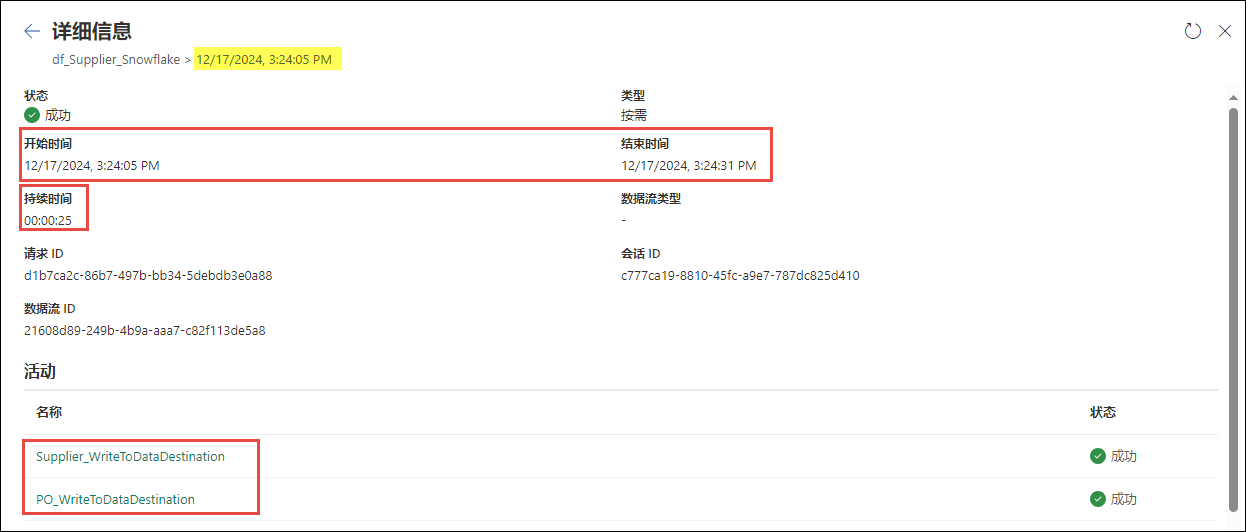 详细信息
df_Supplier_Snowflake > 12/17/2024, 3:24:05 PM
状态 类型
成功 按需
开始时间 结束时间
12/17/2024, 3:24:05 PM 12/17/2024, 3:24:31 PM
持续时间 数据流类型
00:00:25 -
请求 ID 会话 ID
d1b7ca2c-86b7-497b-bb34-5debdb3e0a88 c777ca19-8810-45fc-a9e7-787dc825d410
数据流 ID
21608d89-249b-4b9a-aaa7-c82f113de5a8
活动
名称 状态
Supplier_WriteToDataDestination 成功
PO_WriteToDataDestination 成功